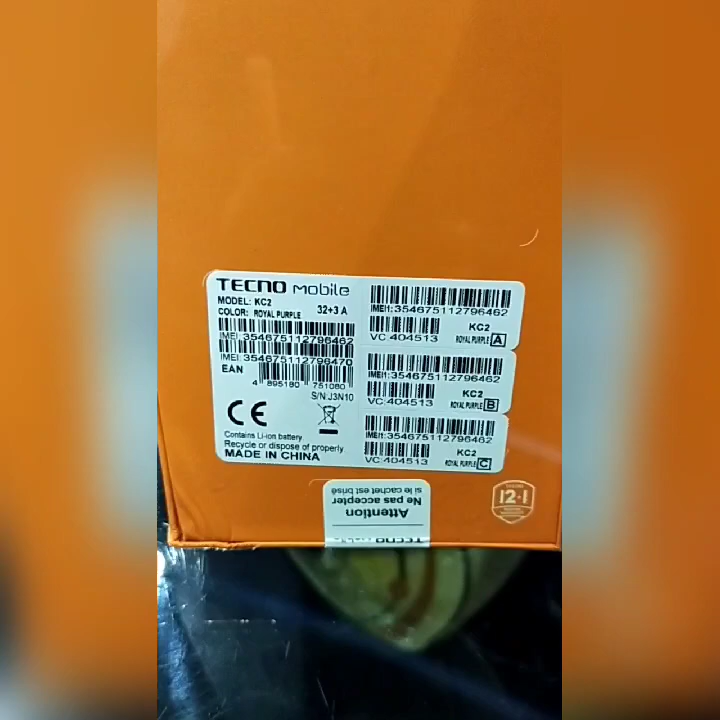 TECNO mobile
MODEL: KC2
COLOR: ROYAL PURPLE 32+3 A
IMEI: 354675112796462
IMEI: 354675112796470
EAN
4 895180 751080
S/N:J3N10
Contains Li-ion battery
Recycle or dispose of properly
MADE IN CHINA
IMEI1:354675112796462
KC2
VC:404513 ROYAL PURPLE A
IMEI1:354675112796462
KC2
VC:404513 ROYAL PURPLE B
IMEI1:354675112796462
KC2
VC:404513 ROYAL PURPLE C
TECNO
12+1
TECNO mobile
Attention
Ne pas accepter
si le cachet est brisé